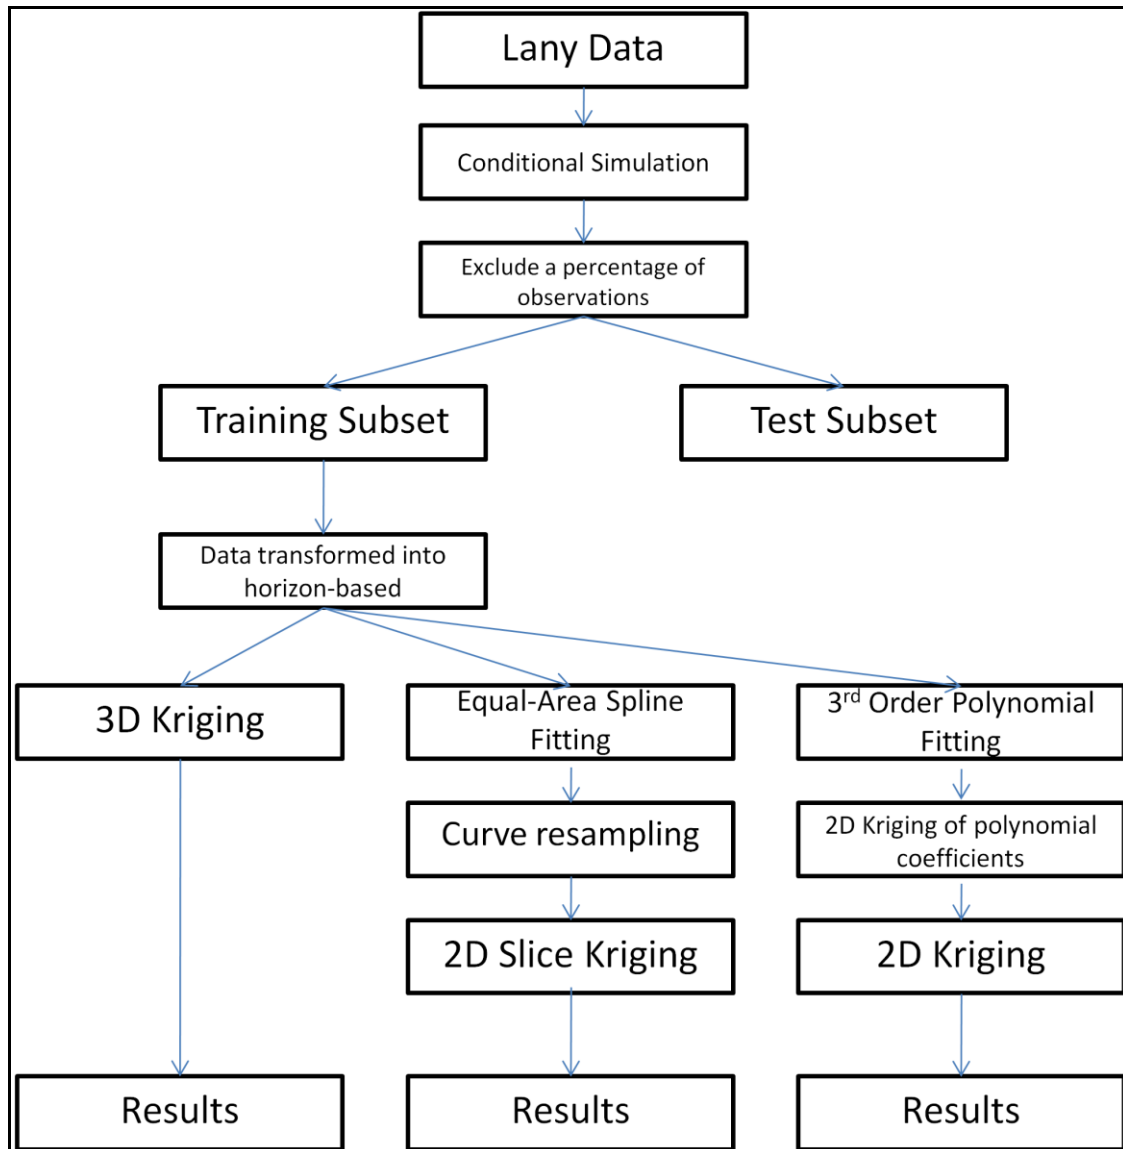 Lany Data
Conditional Simulation
Exclude a percentage of
observations
Training Subset
Test Subset
Data transformed into
horizon-based
3D Kriging
Equal-Area Spline
Fitting
3rd Order Polynomial
Fitting
Curve resampling
2D Kriging of polynomial
coefficients
2D Slice Kriging
2D Kriging
Results
Results
Results